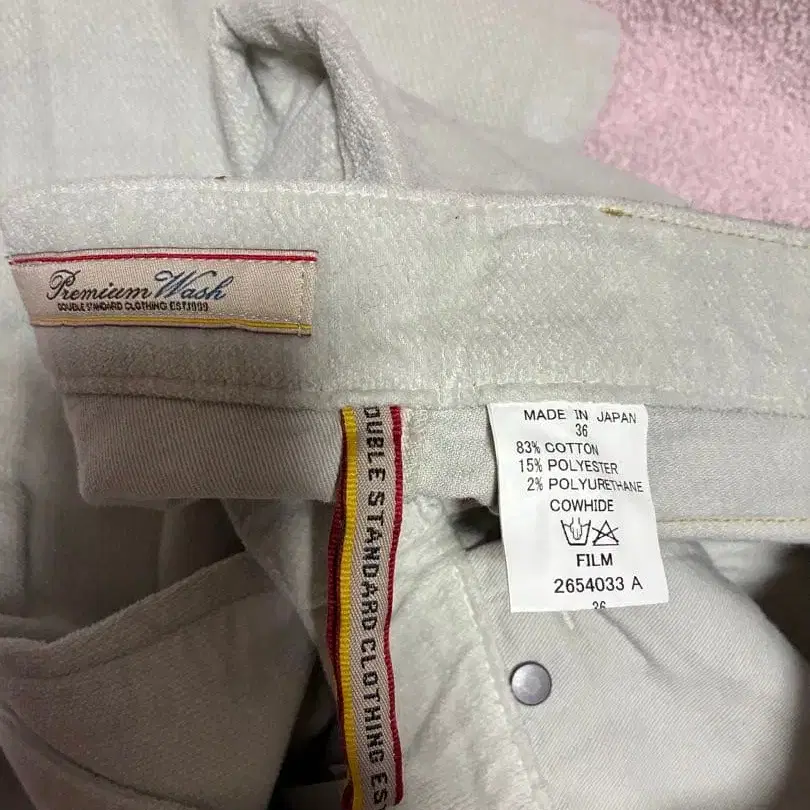 Premium Wash
DOUBLE STANDARD CLOTHING EST.1999
DOUBLE STANDARD CLOTHING EST
MADE IN JAPAN
36
83% COTTON
15% POLYESTER
2% POLYURETHANE
COWHIDE
FILM
2654033 A
36